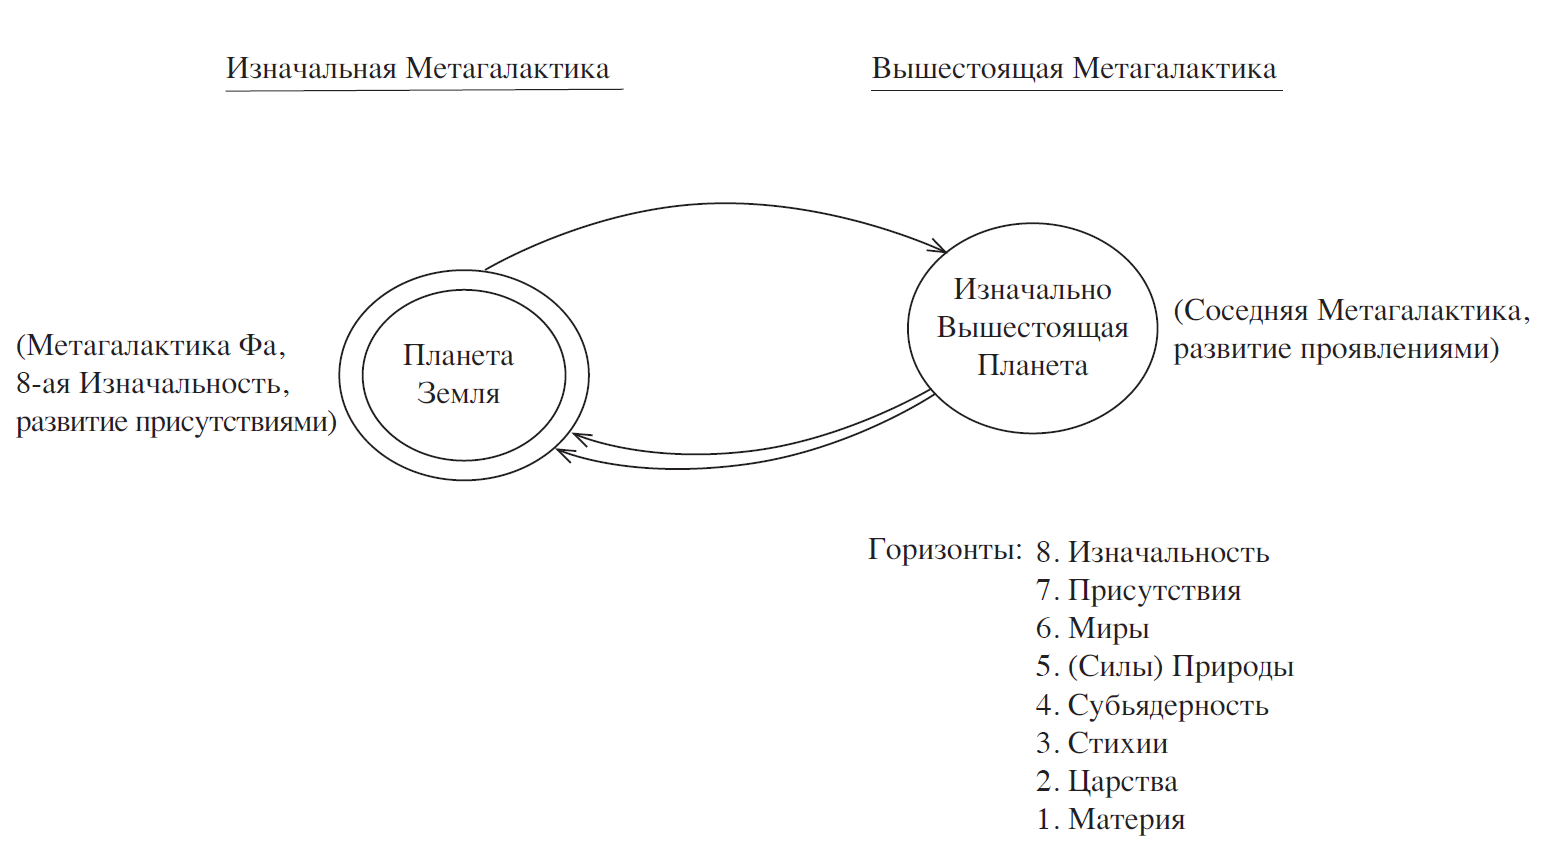 Изначальная Метагалактика
Вышестоящая Метагалактика
(Метагалактика Фа,
8-ая Изначальность,
развитие присутствиями)
Планета
Земля
Изначально
Вышестоящая
Планета
(Соседняя Метагалактика,
развитие проявлениями)
Горизонты: 8. Изначальность
7. Присутствия
6. Миры
5. (Силы) Природы
4. Субьядерность
3. Стихии
2. Царства
1. Материя